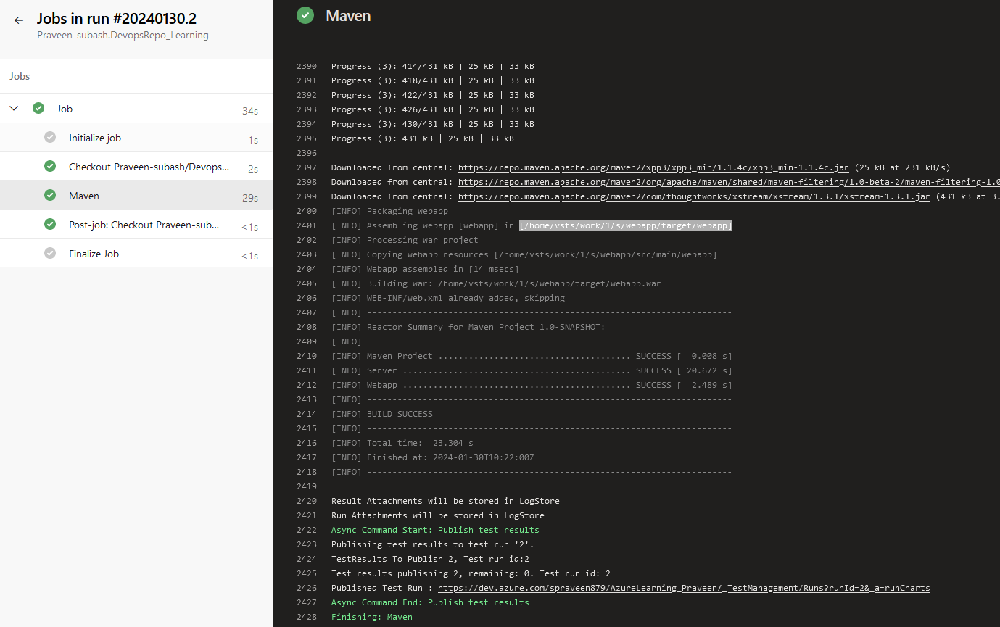 Jobs in run #20240130.2
Praveen-subash.DevopsRepo_Learning
Jobs
Job 34s
Initialize job 1s
Checkout Praveen-subash/Devops... 2s
Maven 29s
Post-job: Checkout Praveen-sub... <1s
Finalize Job <1s
Maven
2390 Progress (3): 414/431 kB | 25 kB | 33 kB
2391 Progress (3): 418/431 kB | 25 kB | 33 kB
2392 Progress (3): 422/431 kB | 25 kB | 33 kB
2393 Progress (3): 426/431 kB | 25 kB | 33 kB
2394 Progress (3): 430/431 kB | 25 kB | 33 kB
2395 Progress (3): 431 kB | 25 kB | 33 kB
2396
2397 Downloaded from central: https://repo.maven.apache.org/maven2/xpp3/xpp3_min/1.1.4c/xpp3_min-1.1.4c.jar (25 kB at 231 kB/s)
2398 Downloaded from central: https://repo.maven.apache.org/maven2/org/apache/maven/shared/maven-filtering/1.0-beta-2/maven-filtering-1.0
2399 Downloaded from central: https://repo.maven.apache.org/maven2/com/thoughtworks/xstream/xstream/1.3.1/xstream-1.3.1.jar (431 kB at 3.
2400 [INFO] Packaging webapp
2401 [INFO] Assembling webapp [webapp] in [/home/vsts/work/1/s/webapp/target/webapp]
2402 [INFO] Processing war project
2403 [INFO] Copying webapp resources [/home/vsts/work/1/s/webapp/src/main/webapp]
2404 [INFO] Webapp assembled in [14 msecs]
2405 [INFO] Building war: /home/vsts/work/1/s/webapp/target/webapp.war
2406 [INFO] WEB-INF/web.xml already added, skipping
2407 [INFO] ------------------------------------------------------------------------
2408 [INFO] Reactor Summary for Maven Project 1.0-SNAPSHOT:
2409 [INFO]
2410 [INFO] Maven Project ...................................... SUCCESS [  0.008 s]
2411 [INFO] Server ............................................. SUCCESS [ 20.672 s]
2412 [INFO] Webapp ............................................. SUCCESS [  2.489 s]
2413 [INFO] ------------------------------------------------------------------------
2414 [INFO] BUILD SUCCESS
2415 [INFO] ------------------------------------------------------------------------
2416 [INFO] Total time:  23.304 s
2417 [INFO] Finished at: 2024-01-30T10:22:00Z
2418 [INFO] ------------------------------------------------------------------------
2419
2420 Result Attachments will be stored in LogStore
2421 Run Attachments will be stored in LogStore
2422 Async Command Start: Publish test results
2423 Publishing test results to test run '2'.
2424 TestResults To Publish 2, Test run id:2
2425 Test results publishing 2, remaining: 0. Test run id: 2
2426 Published Test Run : https://dev.azure.com/spraveen879/AzureLearning_Praveen/_TestManagement/Runs?runId=2&_a=runCharts
2427 Async Command End: Publish test results
2428 Finishing: Maven